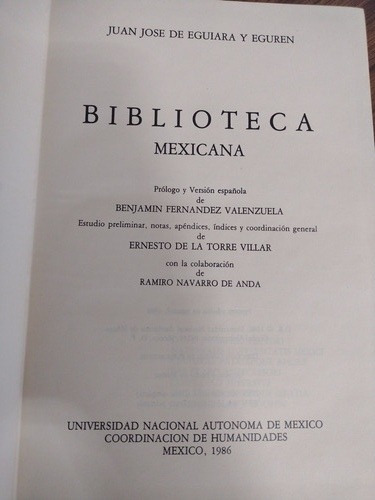 JUAN JOSE DE EGUIARA Y EGUREN
BIBLIOTECA
MEXICANA
Prólogo y Versión española
de
BENJAMIN FERNANDEZ VALENZUELA
Estudio preliminar, notas, apéndices, índices y coordinación general
de
ERNESTO DE LA TORRE VILLAR
con la colaboración
de
RAMIRO NAVARRO DE ANDA
UNIVERSIDAD NACIONAL AUTONOMA DE MEXICO
COORDINACION DE HUMANIDADES
MEXICO, 1986